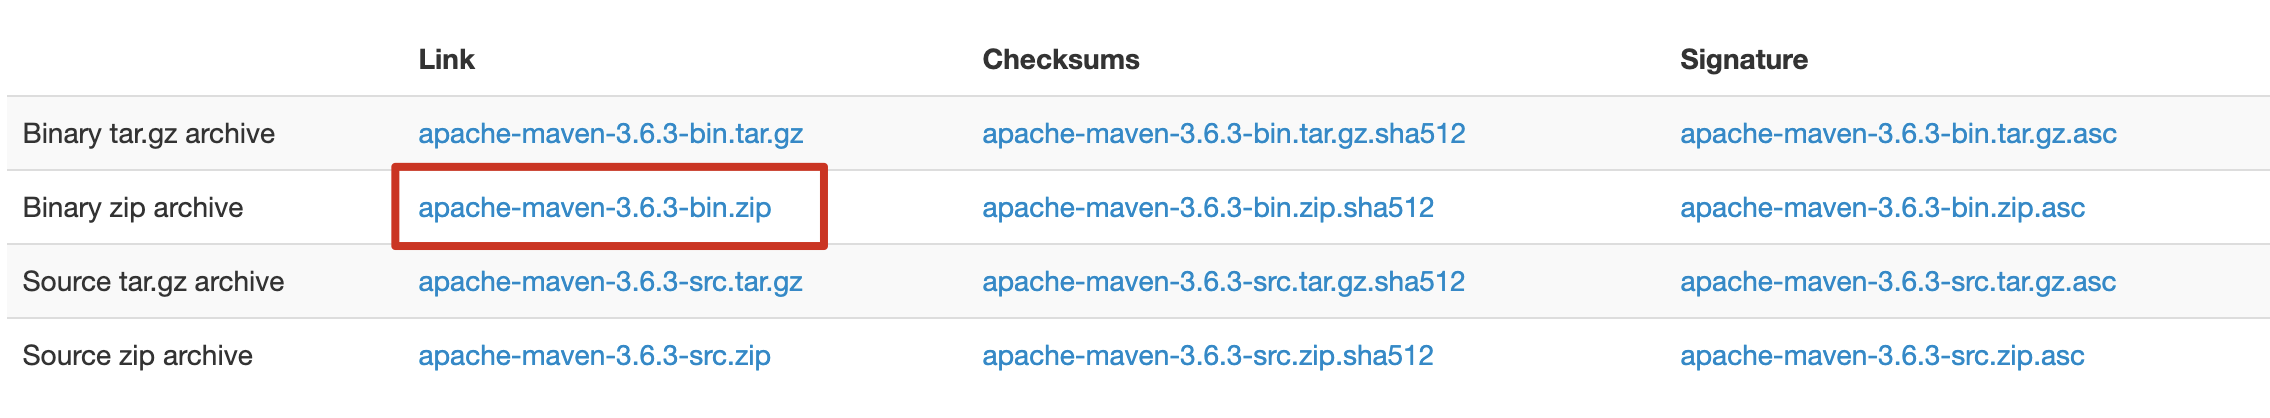 Link Checksums Signature
Binary tar.gz archive apache-maven-3.6.3-bin.tar.gz apache-maven-3.6.3-bin.tar.gz.sha512 apache-maven-3.6.3-bin.tar.gz.asc
Binary zip archive apache-maven-3.6.3-bin.zip apache-maven-3.6.3-bin.zip.sha512 apache-maven-3.6.3-bin.zip.asc
Source tar.gz archive apache-maven-3.6.3-src.tar.gz apache-maven-3.6.3-src.tar.gz.sha512 apache-maven-3.6.3-src.tar.gz.asc
Source zip archive apache-maven-3.6.3-src.zip apache-maven-3.6.3-src.zip.sha512 apache-maven-3.6.3-src.zip.asc